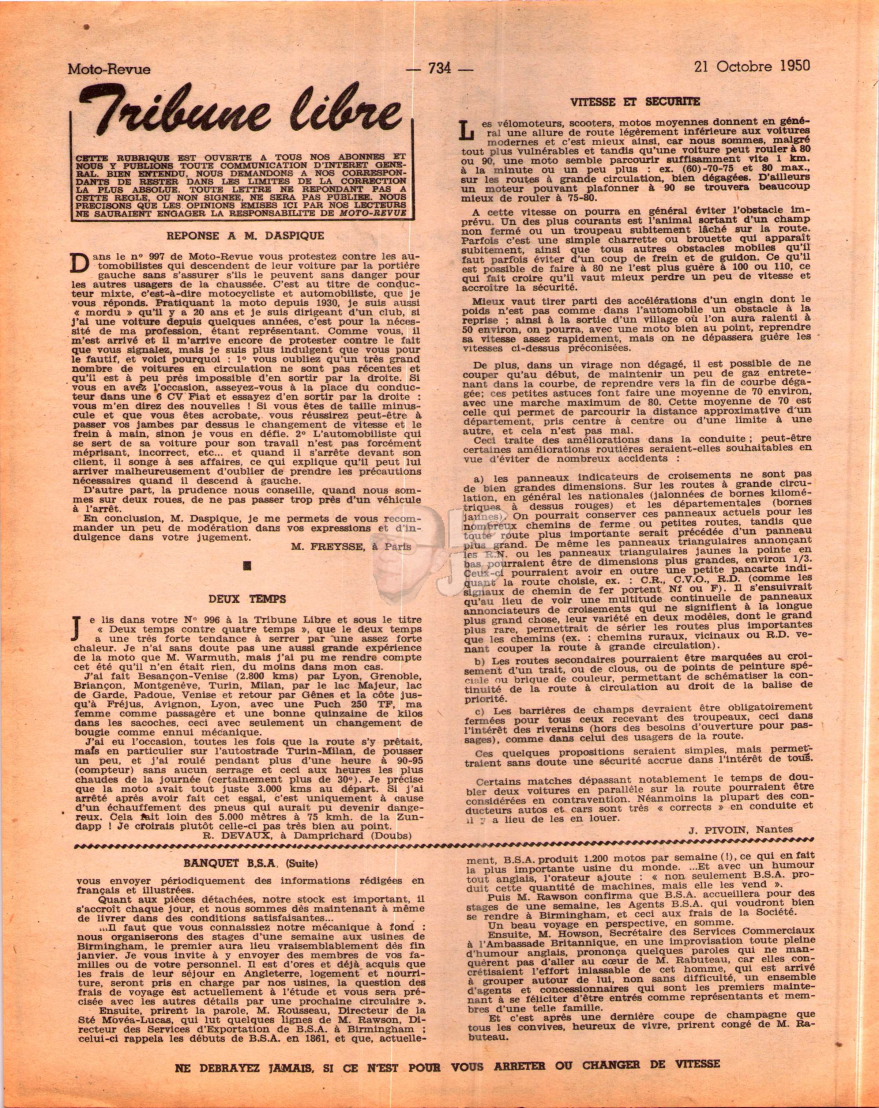 Moto-Revue
— 734 —
21 Octobre 1950
Tribune libre
CETTE RUBRIQUE EST OUVERTE A TOUS NOS ABONNES ET
NOUS Y PUBLIONS TOUTE COMMUNICATION D'INTERET GENE-
RAL. BIEN ENTENDU, NOUS DEMANDONS A NOS CORRESPON-
DANTS DE RESTER DANS LES LIMITES DE LA CORRECTION
LA PLUS ABSOLUE. TOUTE LETTRE NE REPONDANT PAS A
CETTE REGLE, OU NON SIGNEE, NE SERA PAS PUBLIEE. NOUS
PRECISONS QUE LES OPINIONS EMISES ICI PAR NOS LECTEURS
NE SAURAIENT ENGAGER LA RESPONSABILITE DE MOTO-REVUE
REPONSE A M. DASPIQUE
Dans le n° 997 de Moto-Revue vous protestez contre les au-
tomobilistes qui descendent de leur voiture par la portière
gauche sans s'assurer s'ils le peuvent sans danger pour
les autres usagers de la chaussée. C'est au titre de conduc-
teur mixte, c'est-à-dire motocycliste et automobiliste, que je
vous réponds. Pratiquant la moto depuis 1930, je suis aussi
« mordu » qu'il y a 20 ans et je suis dirigeant d'un club, si
j'ai une voiture depuis quelques années, c'est pour la néces-
sité de ma profession, étant représentant. Comme vous, il
m'est arrivé et il m'arrive encore de protester contre le fait
que vous signalez, mais je suis plus indulgent que vous pour
le fautif, et voici pourquoi : 1° vous oubliez qu'un très grand
nombre de voitures en circulation ne sont pas récentes et
qu'il est à peu prés impossible d'en sortir par la droite. Si
vous en avez l'occasion, asseyez-vous à la place du conduc-
teur dans une 6 CV Fiat et essayez d'en sortir par la droite :
vous m'en direz des nouvelles ! Si vous êtes de taille minus-
cule et que vous êtes acrobate, vous réussirez peut-être à
passer vos jambes par dessus le changement de vitesse et le
frein à main, sinon je vous en défie. 2° L'automobiliste qui
se sert de sa voiture pour son travail n'est pas forcément
méprisant, incorrect, etc... et quand il s'arrête devant son
client, il songe à ses affaires, ce qui explique qu'il peut lui
arriver malheureusement d'oublier de prendre les précautions
nécessaires quand il descend à gauche.
D'autre part, la prudence nous conseille, quand nous som-
mes sur deux roues, de ne pas passer trop près d'un véhicule
à l'arrêt.
En conclusion, M. Daspique, je me permets de vous recom-
mander un peu de modération dans vos expressions et d'in-
dulgence dans votre jugement.
M. FREYSSE, à Paris
DEUX TEMPS
Je lis dans votre N° 996 à la Tribune Libre et sous le titre
« Deux temps contre quatre temps », que le deux temps
a une très forte tendance à serrer par une assez forte
chaleur. Je n'ai sans doute pas une aussi grande expérience
de la moto que M. Warmuth, mais j'ai pu me rendre compte
cet été qu'il n'en était rien, du moins dans mon cas.
J'ai fait Besançon-Venise (2.800 kms) par Lyon, Grenoble,
Briançon, Montgenèvre, Turin, Milan, par le lac Majeur, lac
de Garde, Padoue, Venise et retour par Gênes et la côte jus-
qu'à Fréjus, Avignon, Lyon, avec une Puch 250 TF, ma
femme comme passagère et une bonne quinzaine de kilos
dans les sacoches, ceci avec seulement un changement de
bougie comme ennui mécanique.
J'ai eu l'occasion, toutes les fois que la route s'y prêtait,
mais en particulier sur l'autostrade Turin-Milan, de pousser
un peu, et j'ai roulé pendant plus d'une heure à 90-95
(compteur) sans aucun serrage et ceci aux heures les plus
chaudes de la journée (certainement plus de 30°). Je précise
que la moto avait tout juste 3.000 kms au départ. Si j'ai
arrêté après avoir fait cet essai, c'est uniquement à cause
d'un échauffement des pneus qui aurait pu devenir dange-
reux. Cela fait loin des 5.000 mètres à 75 kmh. de la Zun-
dapp ! Je croirais plutôt celle-ci pas trés bien au point.
R. DEVAUX, à Damprichard (Doubs)
VITESSE ET SECURITE
Les vélomoteurs, scooters, motos moyennes donnent en géné-
ral une allure de route légèrement inférieure aux voitures
modernes et c'est mieux ainsi, car nous sommes, malgré
tout plus vulnérables et tandis qu'une voiture peut rouler à 80
ou 90, une moto semble parcourir suffisamment vite 1 km.
à la minute ou un peu plus : ex. (60)-70-75 et 80 max.,
sur les routes à grande circulation, bien dégagées. D'ailleurs
un moteur pouvant plafonner à 90 se trouvera beaucoup
mieux de rouler à 75-80.
A cette vitesse on pourra en général éviter l'obstacle im-
prévu. Un des plus courants est l'animal sortant d'un champ
non fermé ou un troupeau subitement lâché sur la route.
Parfois c'est une simple charrette ou brouette qui apparaît
subitement, ainsi que tous autres obstacles mobiles qu'il
faut parfois éviter d'un coup de frein et de guidon. Ce qu'il
est possible de faire à 80 ne l'est plus guère à 100 ou 110, ce
qui fait croire qu'il vaut mieux perdre un peu de vitesse et
accroître la sécurité.
Mieux vaut tirer parti des accélérations d'un engin dont le
poids n'est pas comme dans l'automobile un obstacle à la
reprise ; ainsi à la sortie d'un village où l'on aura ralenti à
50 environ, on pourra, avec une moto bien au point, reprendre
sa vitesse assez rapidement, mais on ne dépassera guère les
vitesses ci-dessus préconisées.
De plus, dans un virage non dégagé, il est possible de ne
couper qu'au début, de maintenir un peu de gaz entrete-
nant dans la courbe, de reprendre vers la fin de courbe déga-
gée; ces petites astuces font faire une moyenne de 70 environ,
avec une marche maximum de 80. Cette moyenne de 70 est
celle qui permet de parcourir la distance approximative d'un
département, pris centre à centre ou d'une limite à une
autre, et cela n'est pas mal.
Ceci traite des améliorations dans la conduite ; peut-être
certaines améliorations routières seraient-elles souhaitables en
vue d'éviter de nombreux accidents :
a) les panneaux indicateurs de croisements ne sont pas
de bien grandes dimensions. Sur les routes à grande circu-
lation, en général les nationales (jalonnées de bornes kilomé-
triques à dessus rouges) et les départementales (bornes
jaunes), On pourrait conserver ces panneaux actuels pour les
nombreux chemins de ferme ou petites routes, tandis que
toute route plus importante serait précédée d'un panneau
plus grand. De même les panneaux triangulaires annonçant
les R.N. ou les panneaux triangulaires jaunes la pointe en
bas pourraient être de dimensions plus grandes, environ 1/3.
Ceux-ci pourraient avoir en outre une petite pancarte indi-
quant la route choisie, ex. : C.R., C.V.O., R.D. (comme les
signaux de chemin de fer portent Nf ou F). Il s'ensuivrait
qu'au lieu de voir une multitude continuelle de panneaux
annonciateurs de croisements qui ne signifient à la longue
plus grand chose, leur variété en deux modèles, dont le grand
plus rare, permettrait de sérier les routes plus importantes
que les chemins (ex. : chemins ruraux, vicinaux ou R.D. ve-
nant couper la route à grande circulation).
b) Les routes secondaires pourraient être marquées au croi-
sement d'un trait, ou de clous, ou de points de peinture spé-
ciale ou brique de couleur, permettant de schématiser la con-
tinuité de la route à circulation au droit de la balise de
priorité.
c) Les barrières de champs devraient être obligatoirement
fermées pour tous ceux recevant des troupeaux, ceci dans
l'intérêt des riverains (hors des besoins d'ouverture pour pas-
sages), comme dans celui des usagers de la route.
Ces quelques propositions seraient simples, mais permet-
traient sans doute une sécurité accrue dans l'intérêt de tous.
Certains matches dépassant notablement le temps de dou-
bler deux voitures en parallèle sur la route pourraient être
considérées en contravention. Néanmoins la plupart des con-
ducteurs autos et cars sont très « corrects » en conduite et
il y a lieu de les en louer.
J. PIVOIN, Nantes
BANQUET B.S.A. (Suite)
vous envoyer périodiquement des informations rédigées en
français et illustrées.
Quant aux pièces détachées, notre stock est important, il
s'accroît chaque jour, et nous sommes dès maintenant à même
de livrer dans des conditions satisfaisantes...
...Il faut que vous connaissiez notre mécanique à fond :
nous organiserons des stages d'une semaine aux usines de
Birmingham, le premier aura lieu vraisemblablement dés fin
janvier. Je vous invite à y envoyer des membres de vos fa-
milles ou de votre personnel. Il est d'ores et déjà acquis que
les frais de leur séjour en Angleterre, logement et nourri-
ture, seront pris en charge par nos usines, la question des
frais de voyage est actuellement à l'étude et vous sera pré-
cisée avec les autres détails par une prochaine circulaire ».
Ensuite, prirent la parole, M. Rousseau, Directeur de la
Sté Movéa-Lucas, qui lut quelques lignes de M. Rawson, Di-
recteur des Services d'Exportation de B.S.A. à Birmingham ;
celui-ci rappela les débuts de B.S.A. en 1861, et que, actuelle-
ment, B.S.A. produit 1.200 motos par semaine (!), ce qui en fait
la plus importante usine du monde. ...Et avec un humour
tout anglais, l'orateur ajoute : « non seulement B.S.A. pro-
duit cette quantité de machines, mais elle les vend ».
Puis M. Rawson confirma que B.S.A. accueillera pour des
stages de une semaine, les Agents B.S.A. qui voudront bien
se rendre à Birmingham, et ceci aux frais de la Société.
Un beau voyage en perspective, en somme.
Ensuite, M. Howson, Secrétaire des Services Commerciaux
à l'Ambassade Britannique, en une improvisation toute pleine
d'humour anglais, prononça quelques paroles qui ne man-
quèrent pas d'aller au cœur de M. Rabuteau, car elles con-
crétisaient l'effort inlassable de cet homme, qui est arrivé
à grouper autour de lui, non sans difficulté, un ensemble
d'agents et concessionnaires qui sont les premiers mainte-
nant à se féliciter d'être entrés comme représentants et mem-
bres d'une telle famille.
Et c'est après une dernière coupe de champagne que
tous les convives, heureux de vivre, prirent congé de M. Ra-
buteau.
NE DEBRAYEZ JAMAIS, SI CE N'EST POUR VOUS ARRETER OU CHANGER DE VITESSE